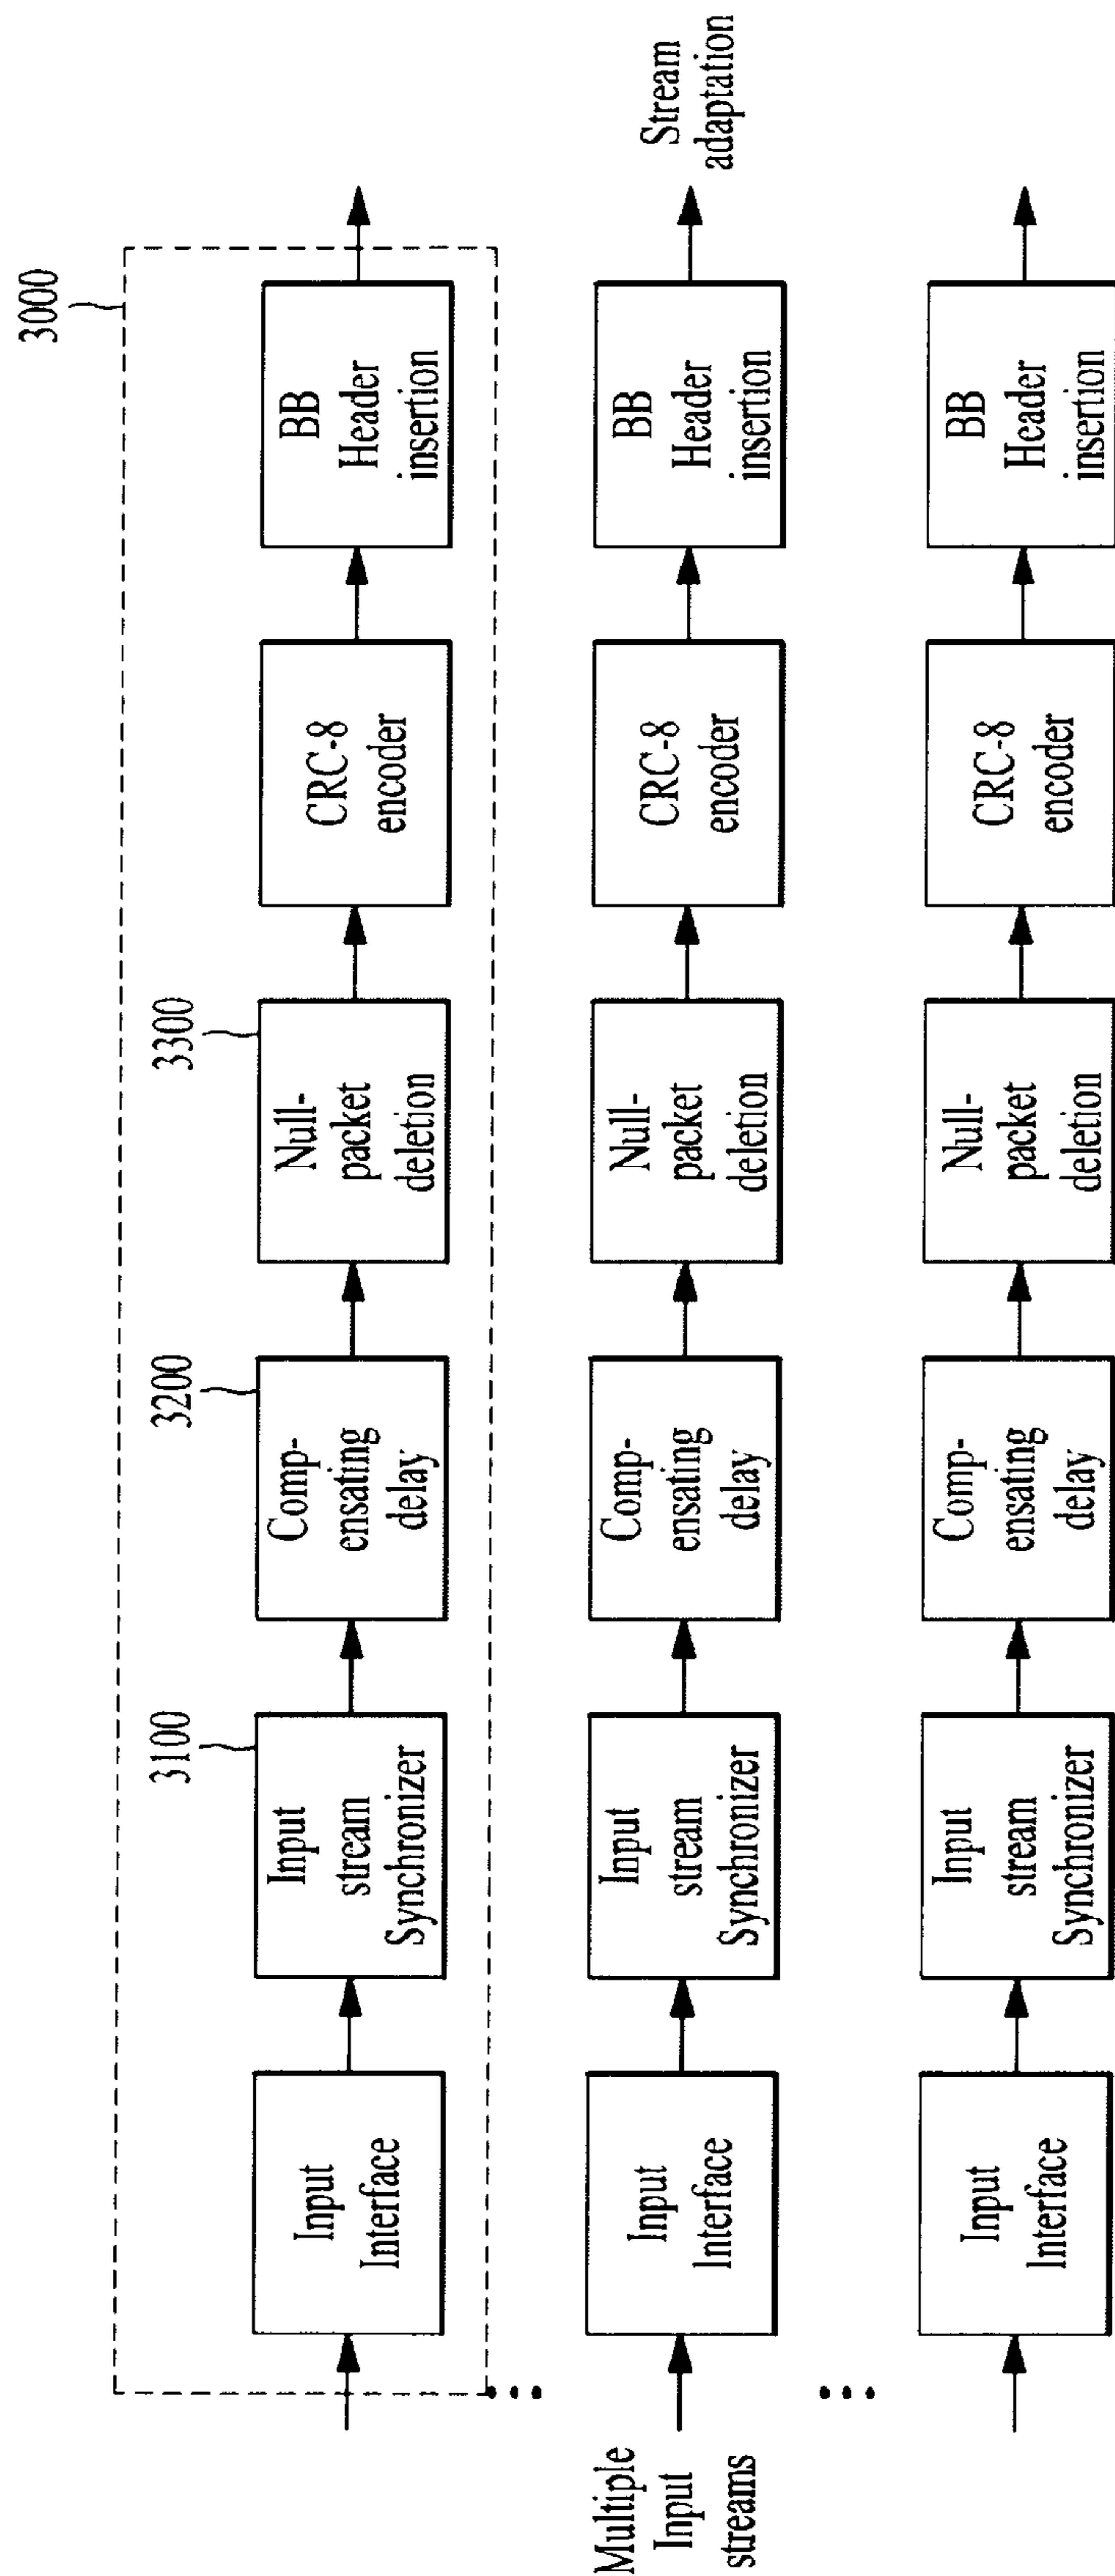 3000
3100
3200
3300
Input
Interface
Input
stream
Synchronizer
Comp-
ensating
delay
Null-
packet
deletion
CRC-8
encoder
BB
Header
insertion
Multiple
Input
streams
Input
Interface
Input
stream
Synchronizer
Comp-
ensating
delay
Null-
packet
deletion
CRC-8
encoder
BB
Header
insertion
Stream
adaptation
Input
Interface
Input
stream
Synchronizer
Comp-
ensating
delay
Null-
packet
deletion
CRC-8
encoder
BB
Header
insertion